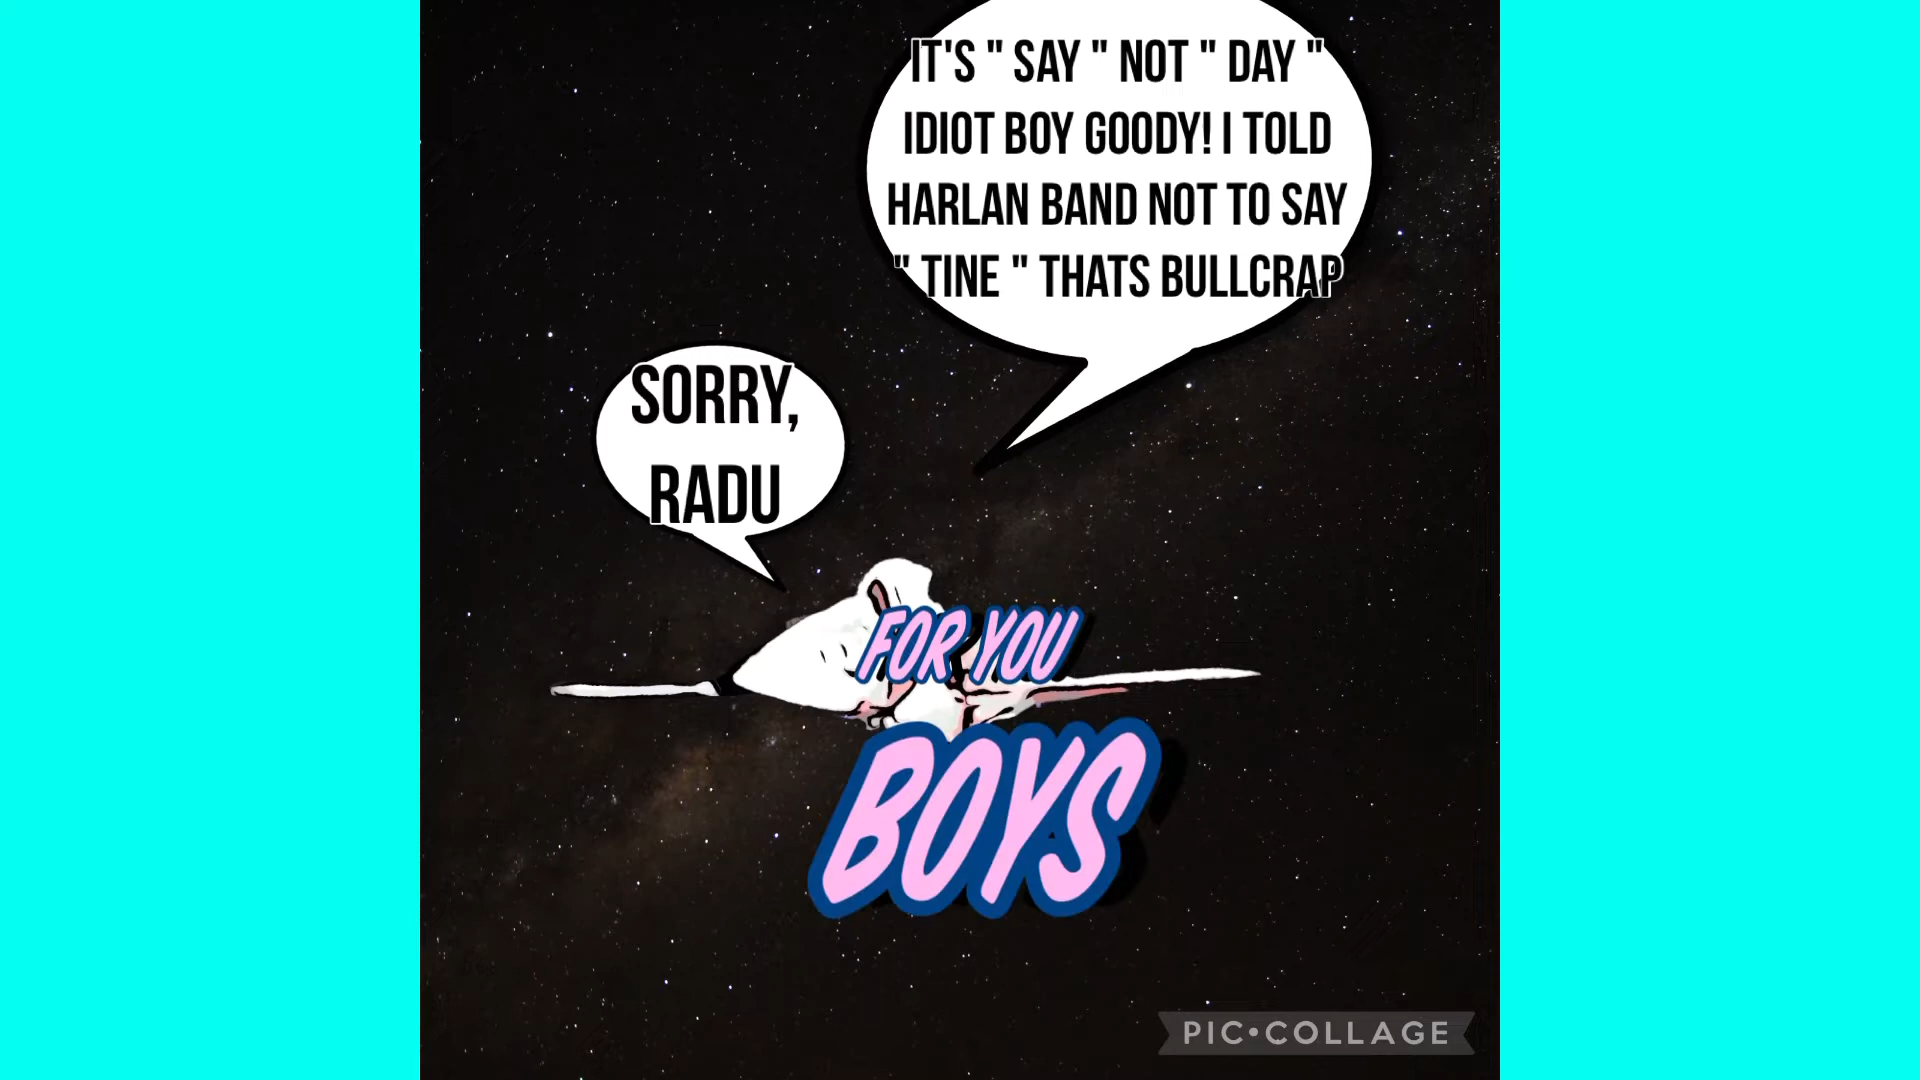 IT'S " SAY " NOT " DAY "
IDIOT BOY GOODY! I TOLD
HARLAN BAND NOT TO SAY
" TINE " THATS BULLCRAP
SORRY,
RADU
FOR YOU
BOYS
PIC•COLLAGE